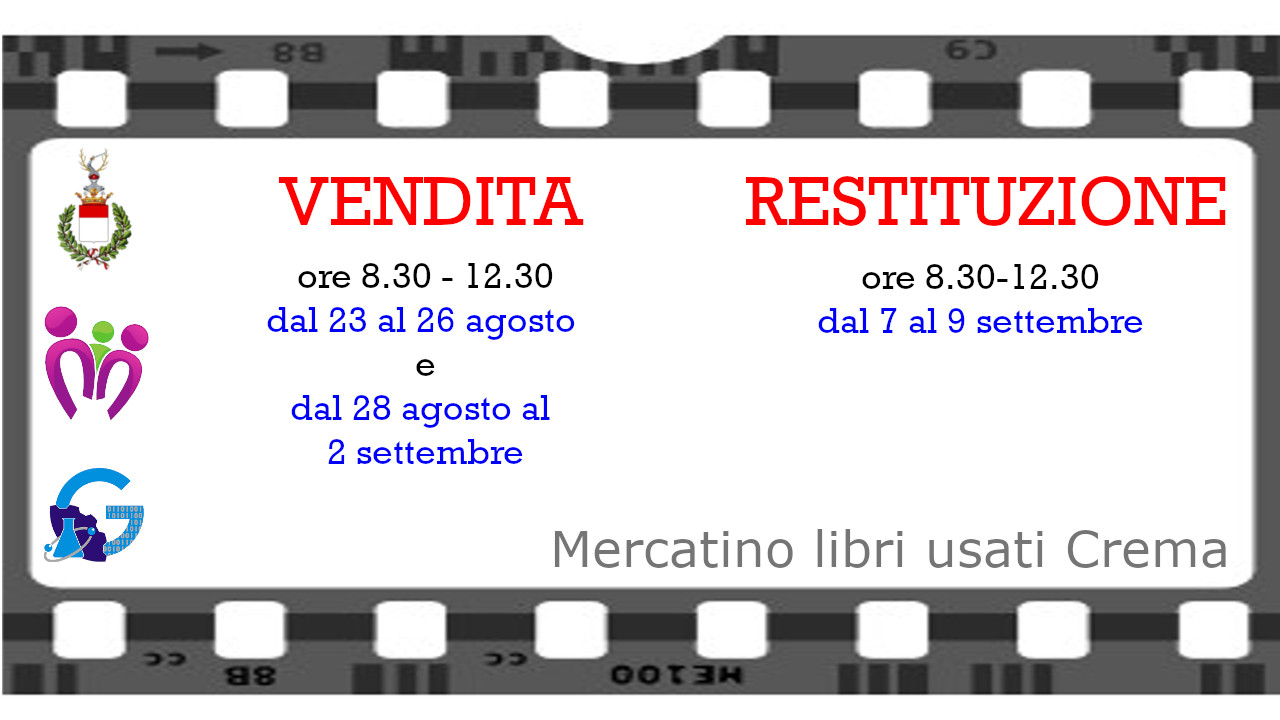 VENDITA
ore 8.30 - 12.30
dal 23 al 26 agosto
e
dal 28 agosto al
2 settembre
RESTITUZIONE
ore 8.30-12.30
dal 7 al 9 settembre
Mercatino libri usati Crema